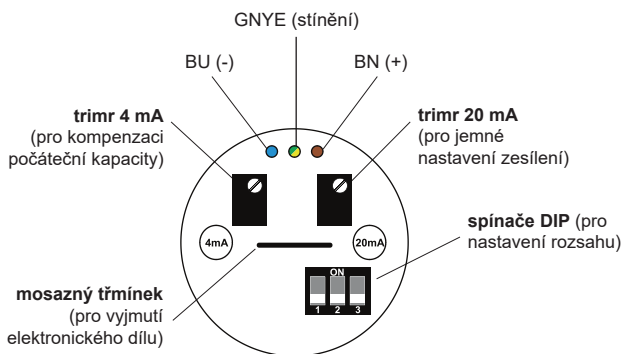 GNYE (stínění)
BU (-)
BN (+)
trimr 4 mA
(pro kompenzaci
počáteční kapacity)
trimr 20 mA
(pro jemné
nastavení zesílení)
4mA
20mA
spínače DIP (pro
nastavení rozsahu)
ON
1 2 3
mosazný třmínek
(pro vyjmutí
elektronického dílu)